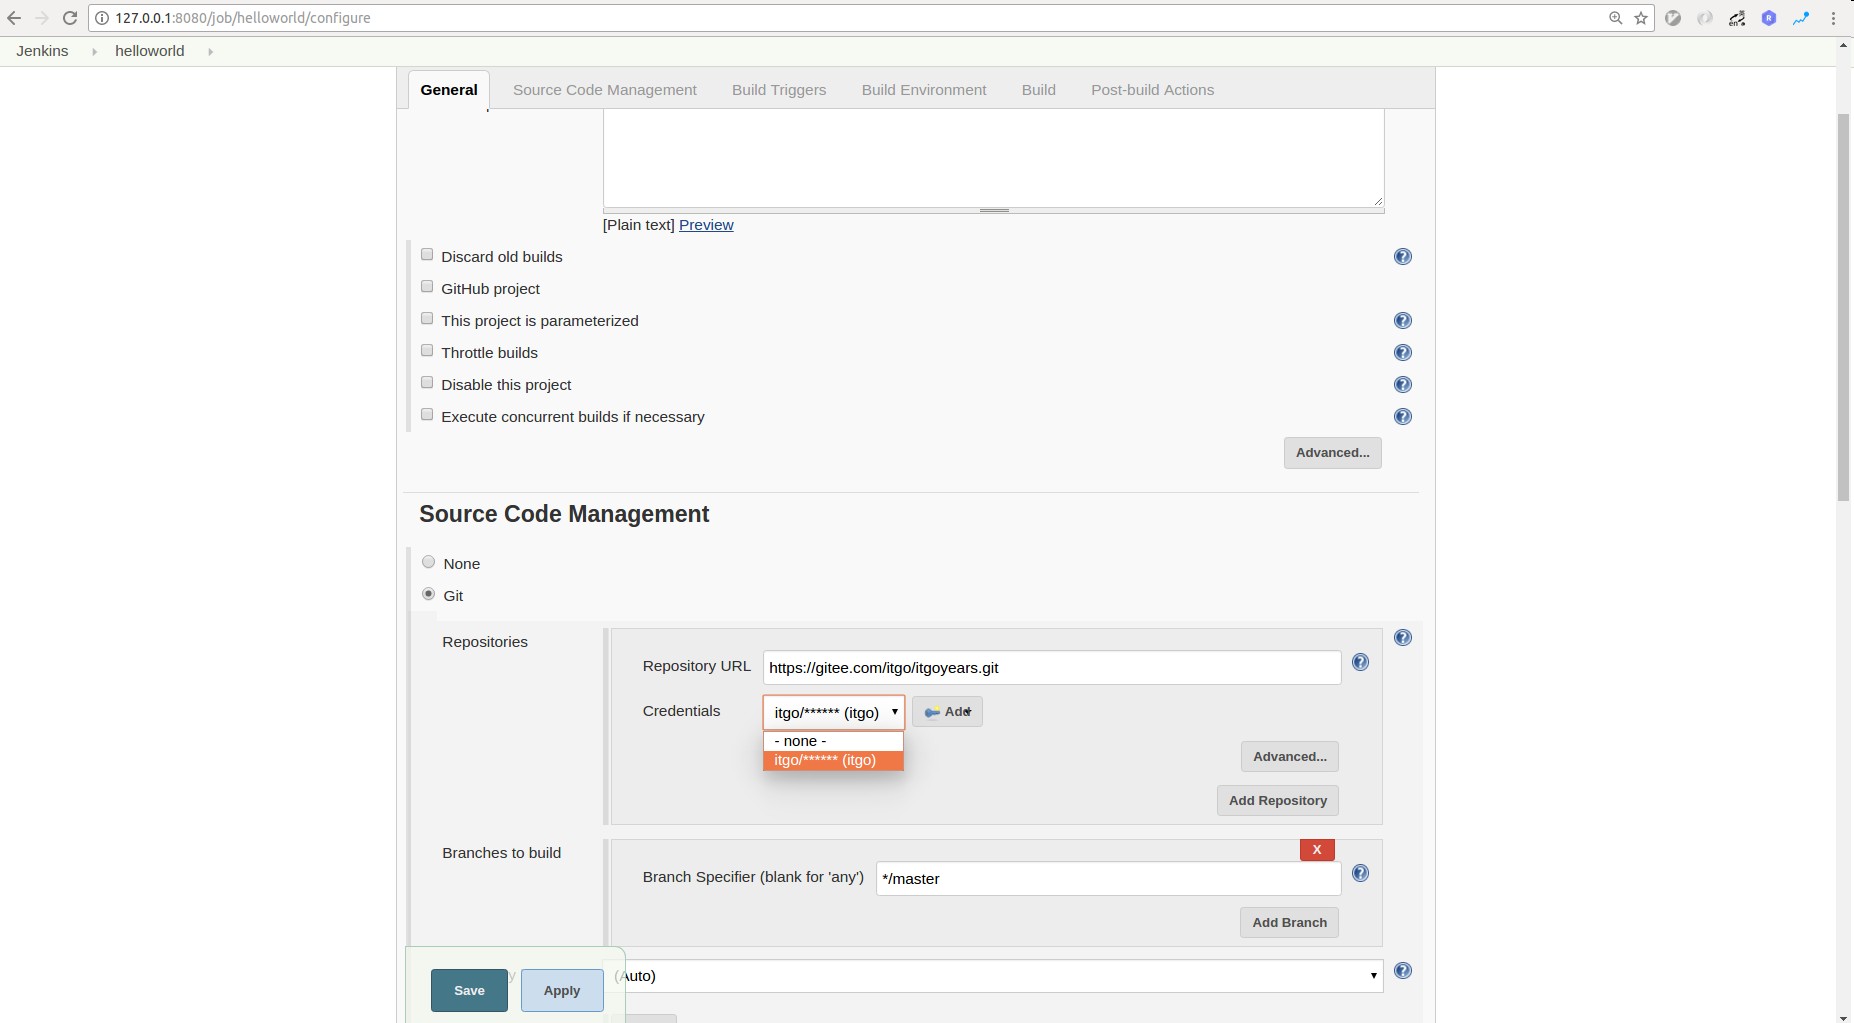 127.0.0.1:8080/job/helloworld/configure
Jenkins helloworld
General Source Code Management Build Triggers Build Environment Build Post-build Actions
[Plain text] Preview
Discard old builds
GitHub project
This project is parameterized
Throttle builds
Disable this project
Execute concurrent builds if necessary
Advanced...
Source Code Management
None
Git
Repositories
Repository URL https://gitee.com/itgo/itgoyears.git
Credentials itgo/****** (itgo) Add
- none -
itgo/****** (itgo)
Advanced...
Add Repository
Branches to build
X
Branch Specifier (blank for 'any') */master
Add Branch
(Auto)
Save Apply